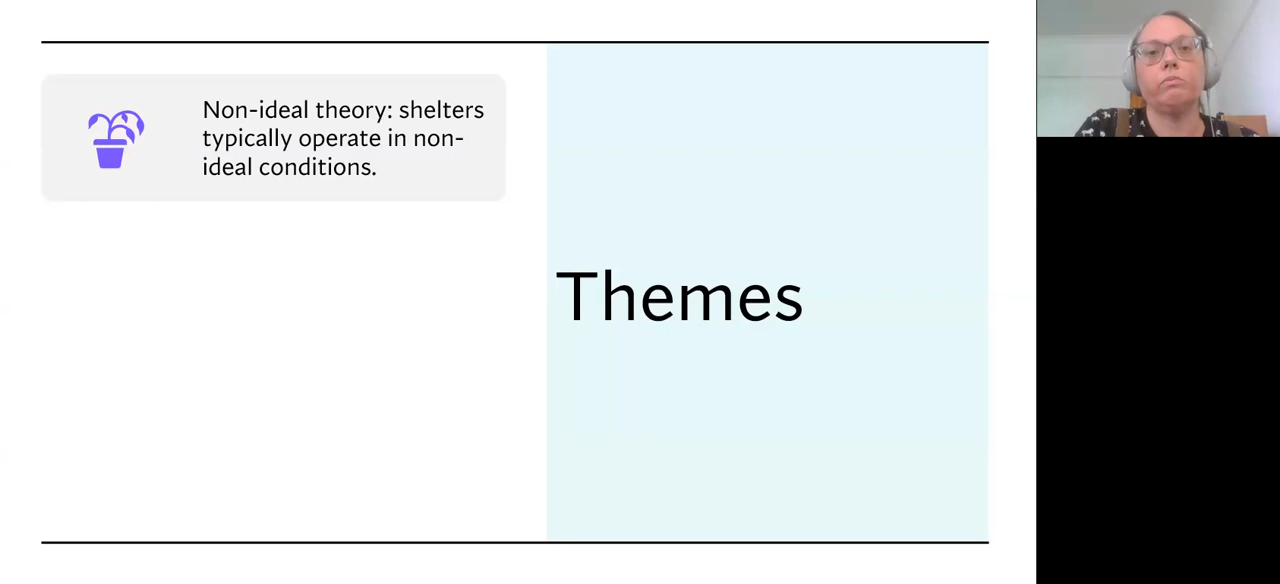 Non-ideal theory: shelters
typically operate in non-
ideal conditions.
Themes